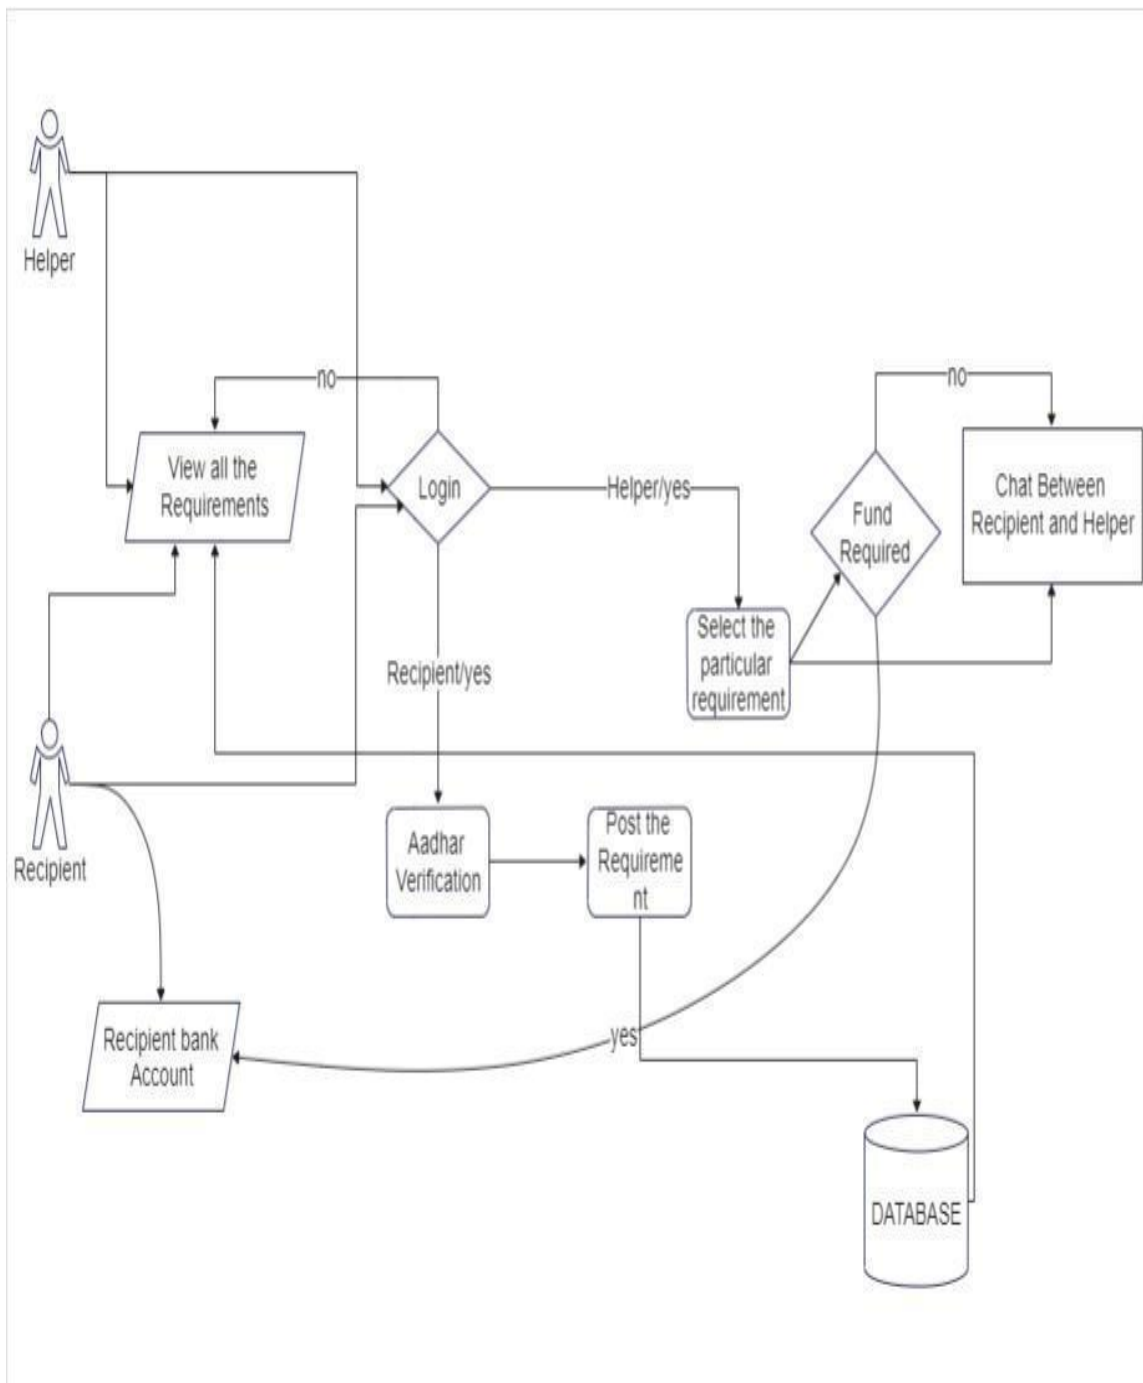 Helper
no
no
View all the
Requirements
Login
Helper/yes
Fund
Required
Chat Between
Recipient and Helper
Select the
particular
requirement
Recipient/yes
Recipient
Aadhar
Verification
Post the
Requireme
nt
Recipient bank
Account
yes
DATABASE